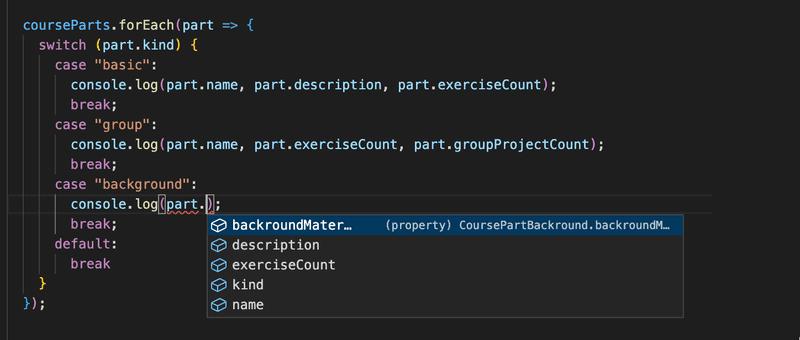 courseParts.forEach(part => {
switch (part.kind) {
case "basic":
console.log(part.name, part.description, part.exerciseCount);
break;
case "group":
console.log(part.name, part.exerciseCount, part.groupProjectCount);
break;
case "background":
console.log(part.);
backroundMater… (property) CoursePartBackround.backroundM…
break;
description
default:
exerciseCount
break
kind
}
name
});